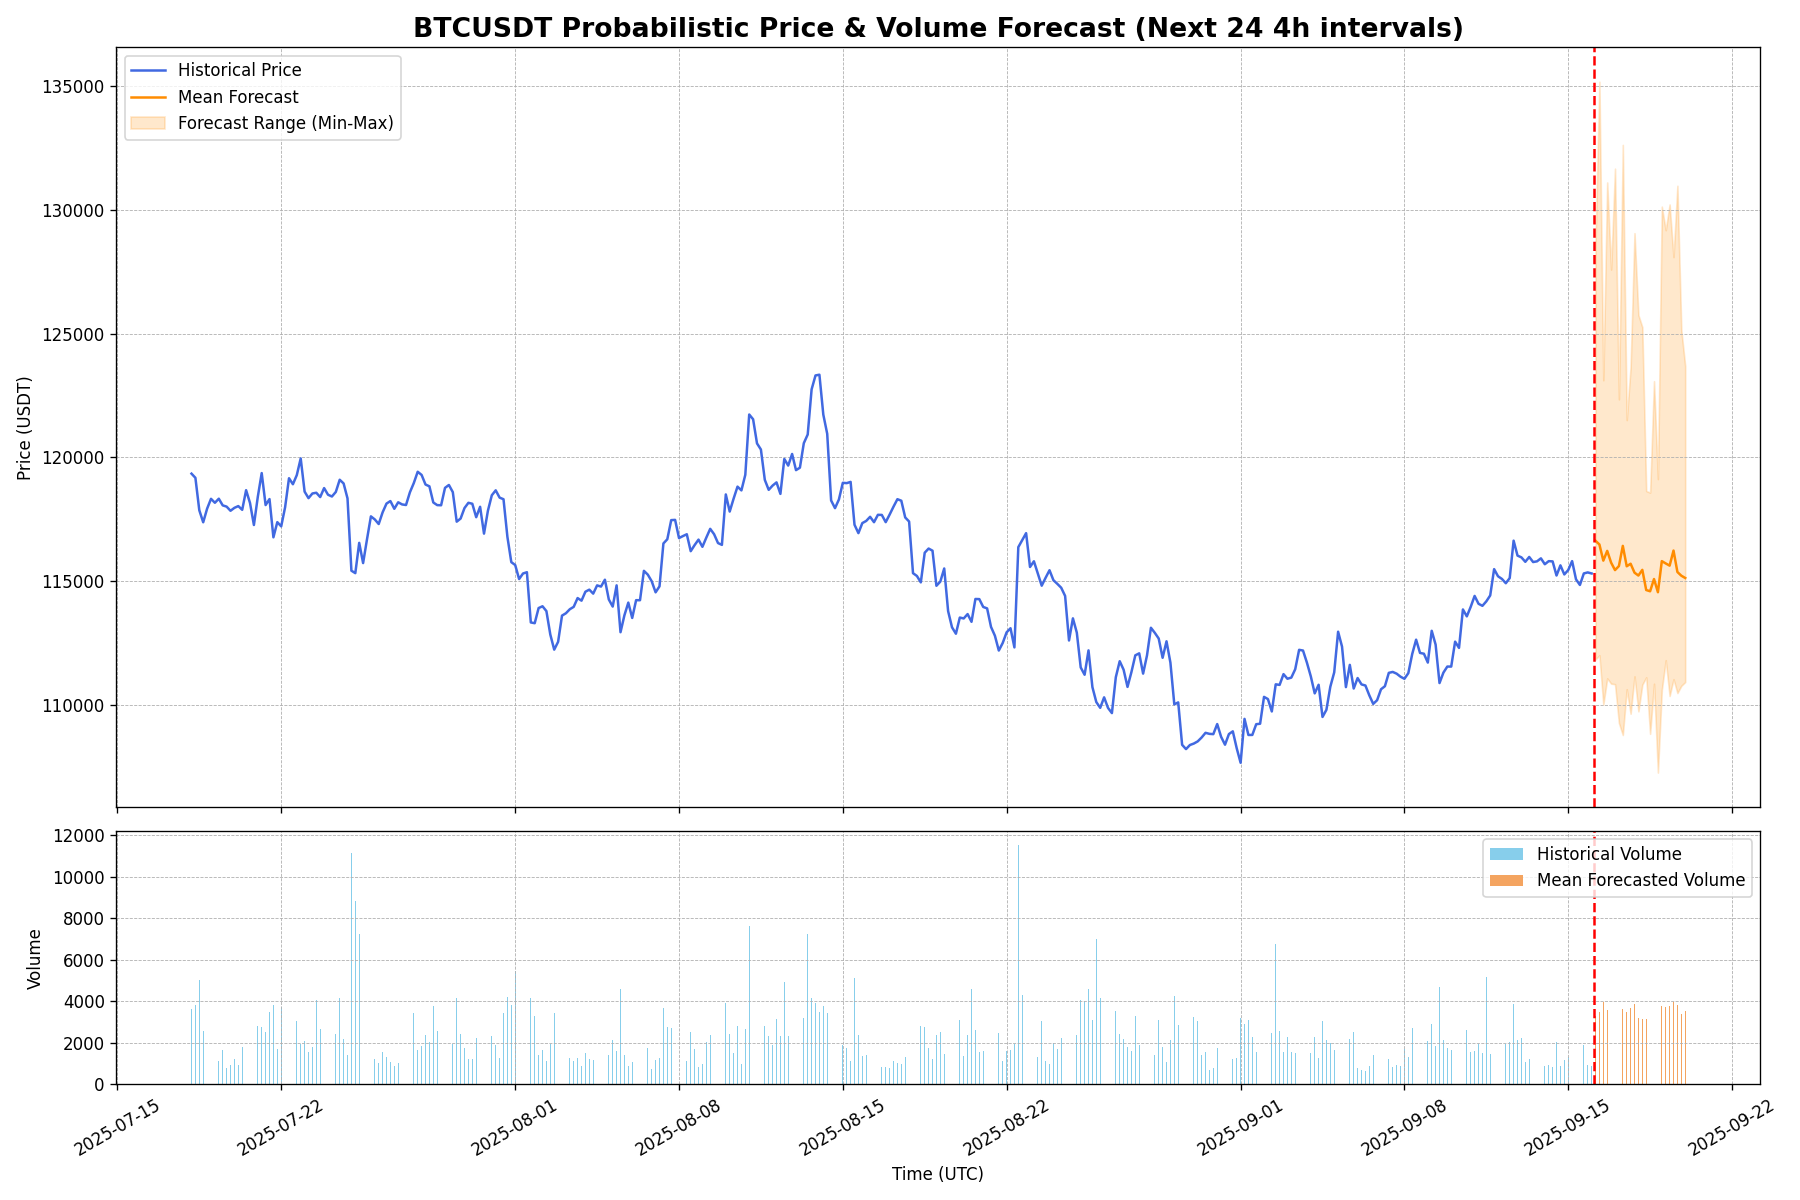 BTCUSDT Probabilistic Price & Volume Forecast (Next 24 4h intervals)
Historical Price
Mean Forecast
Forecast Range (Min-Max)
135000
130000
125000
120000
115000
110000
Price (USDT)
12000
10000
8000
6000
4000
2000
0
Volume
Historical Volume
Mean Forecasted Volume
2025-07-15
2025-07-22
2025-08-01
2025-08-08
2025-08-15
2025-08-22
2025-09-01
2025-09-08
2025-09-15
2025-09-22
Time (UTC)